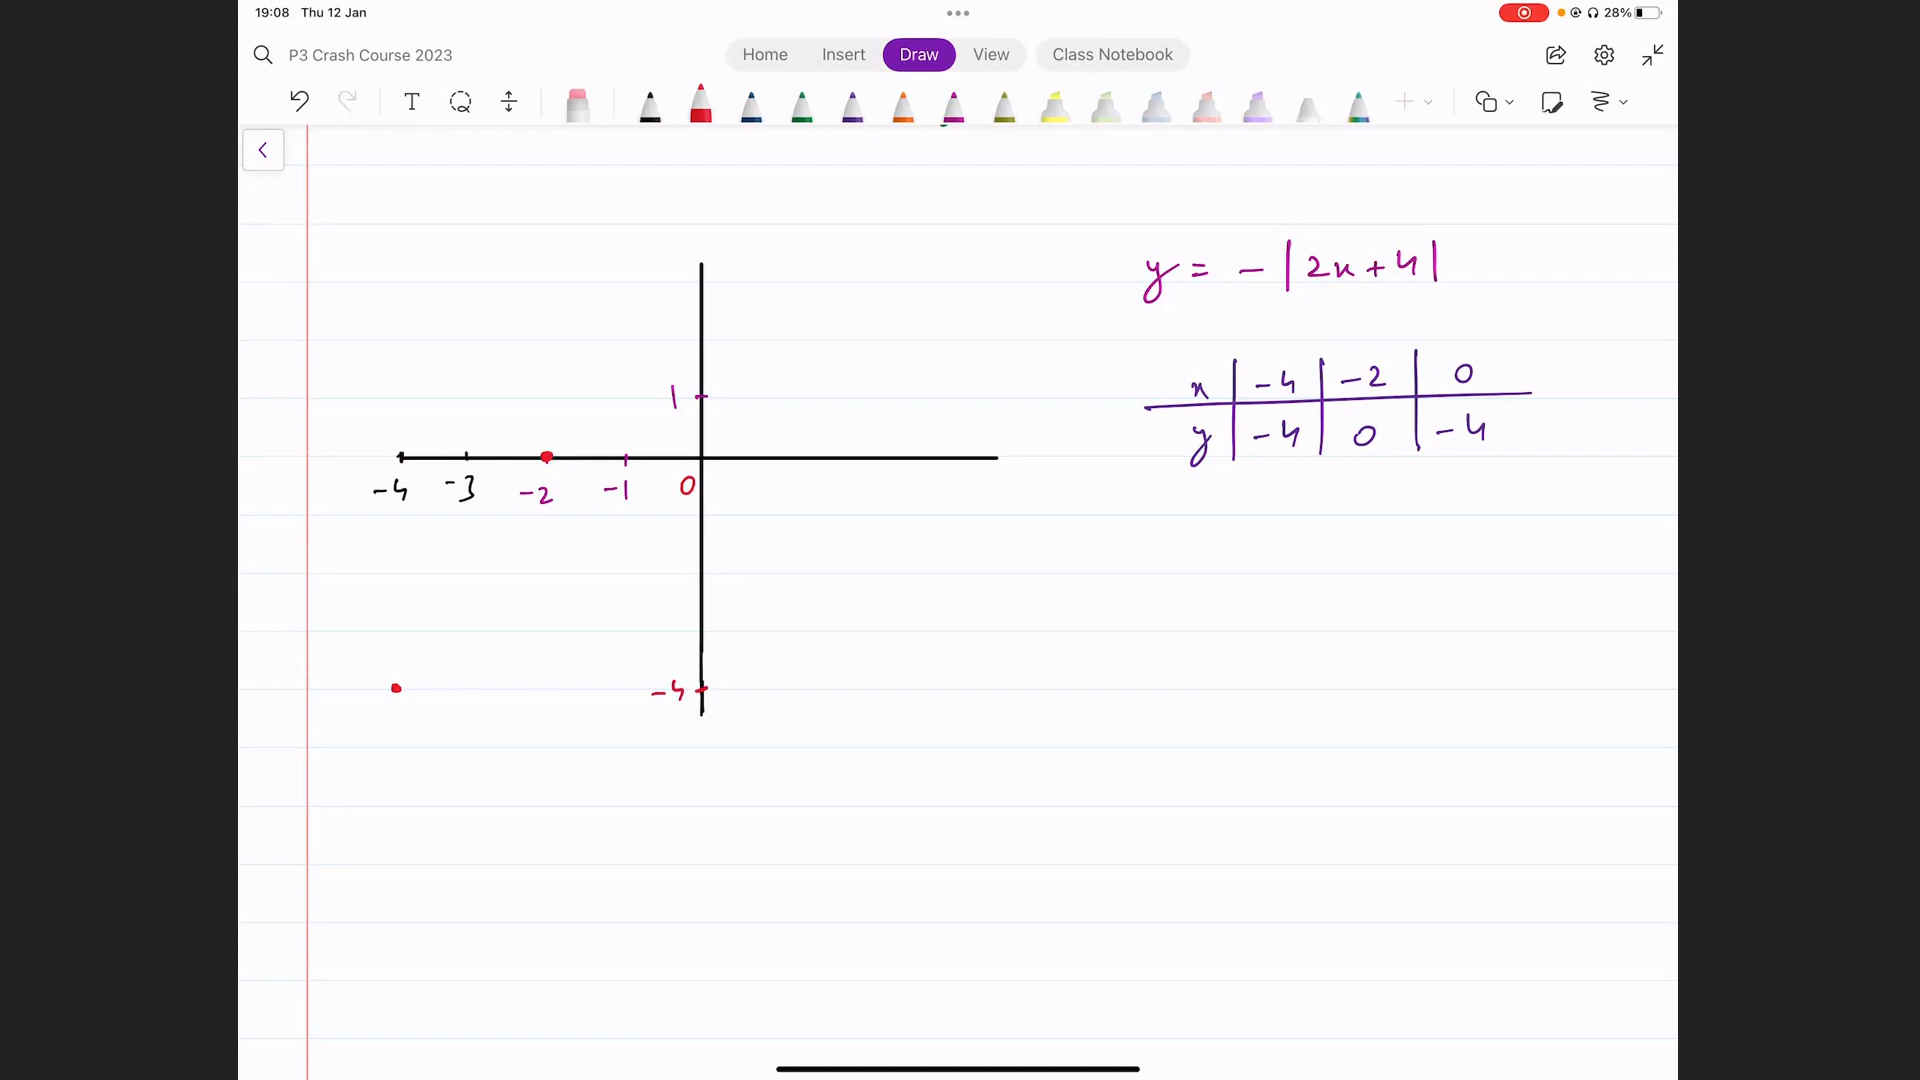 19:08 Thu 12 Jan
28%
P3 Crash Course 2023
Home Insert Draw View Class Notebook
T
y = - |2x+4|
x | -4 | -2 | 0
y | -4 | 0 | -4
1
-4 -3 -2 -1 0
-4